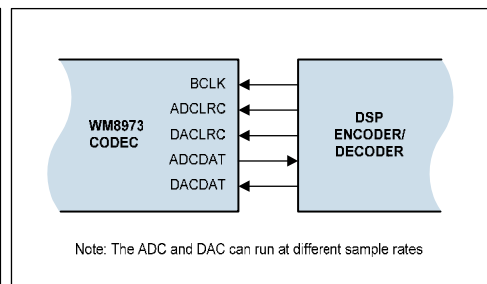 WM8973
CODEC
BCLK
ADCLRC
DACLRC
ADCDAT
DACDAT
DSP
ENCODER/
DECODER
Note: The ADC and DAC can run at different sample rates